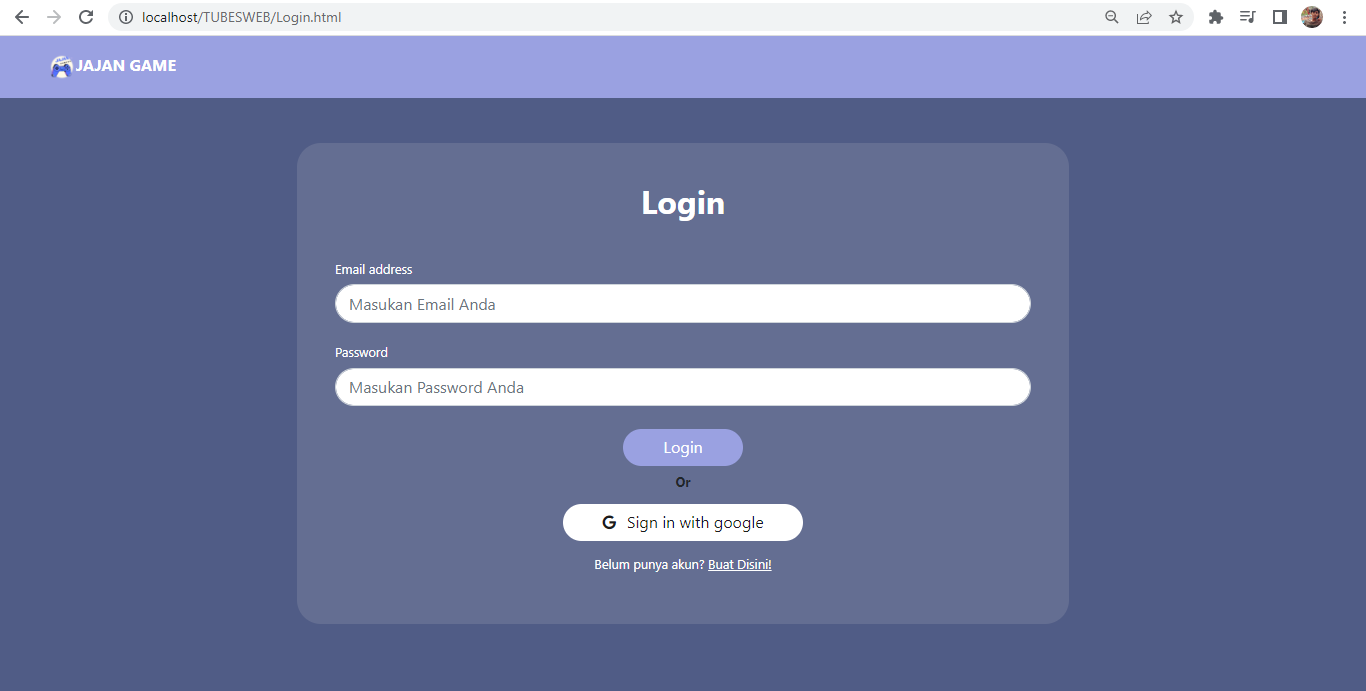 localhost/TUBESWEB/Login.html
JAJAN GAME
Login
Email address
Masukan Email Anda
Password
Masukan Password Anda
Login
Or
G Sign in with google
Belum punya akun? Buat Disini!